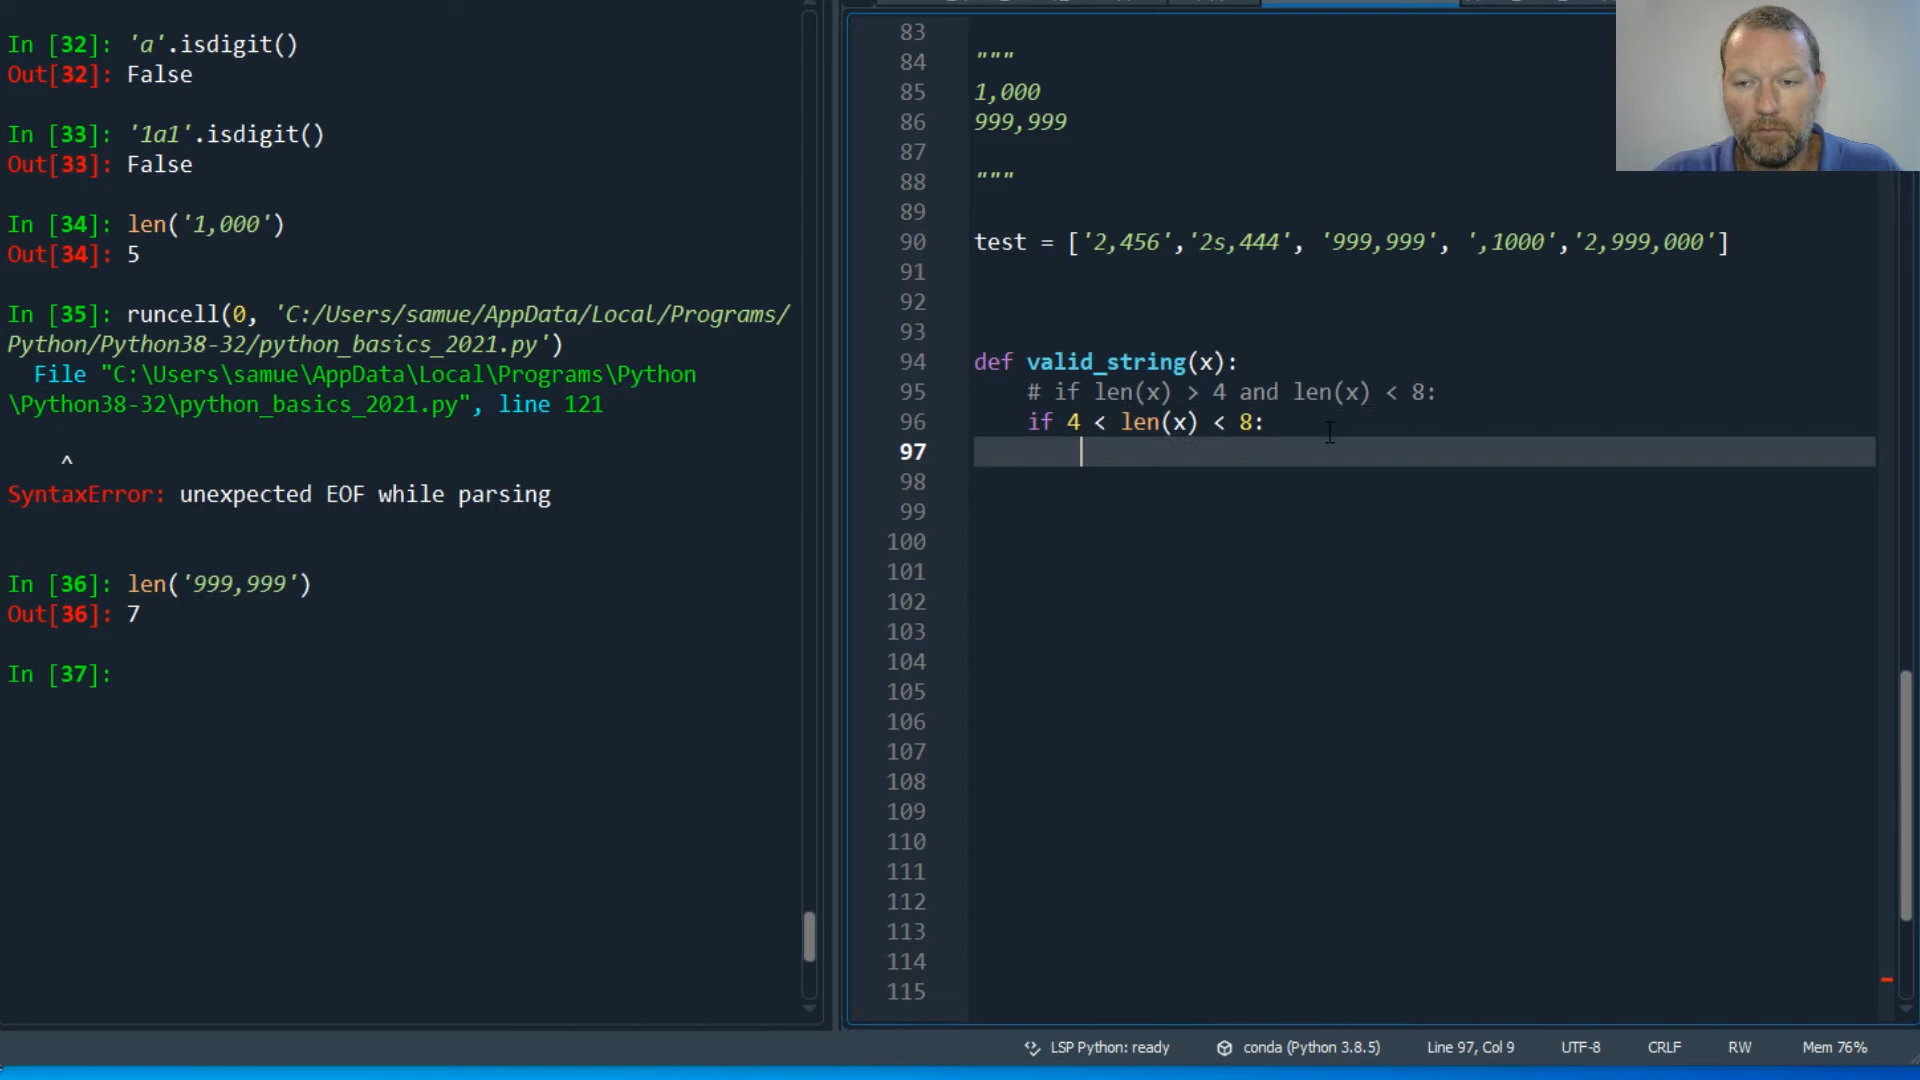 In [32]: 'a'.isdigit()
Out[32]: False
In [33]: '1a1'.isdigit()
Out[33]: False
In [34]: len('1,000')
Out[34]: 5
In [35]: runcell(0, 'C:/Users/samue/AppData/Local/Programs/
Python/Python38-32/python_basics_2021.py')
File "C:\Users\samue\AppData\Local\Programs\Python
\Python38-32\python_basics_2021.py", line 121
^
SyntaxError: unexpected EOF while parsing
In [36]: len('999,999')
Out[36]: 7
In [37]:
83
84 """
85 1,000
86 999,999
87
88 """
89
90 test = ['2,456','2s,444', '999,999', ',1000','2,999,000']
91
92
93
94 def valid_string(x):
95 # if len(x) > 4 and len(x) < 8:
96 if 4 < len(x) < 8:
97
98
99
100
101
102
103
104
105
106
107
108
109
110
111
112
113
114
115
LSP Python: ready conda (Python 3.8.5) Line 97, Col 9 UTF-8 CRLF RW Mem 76%